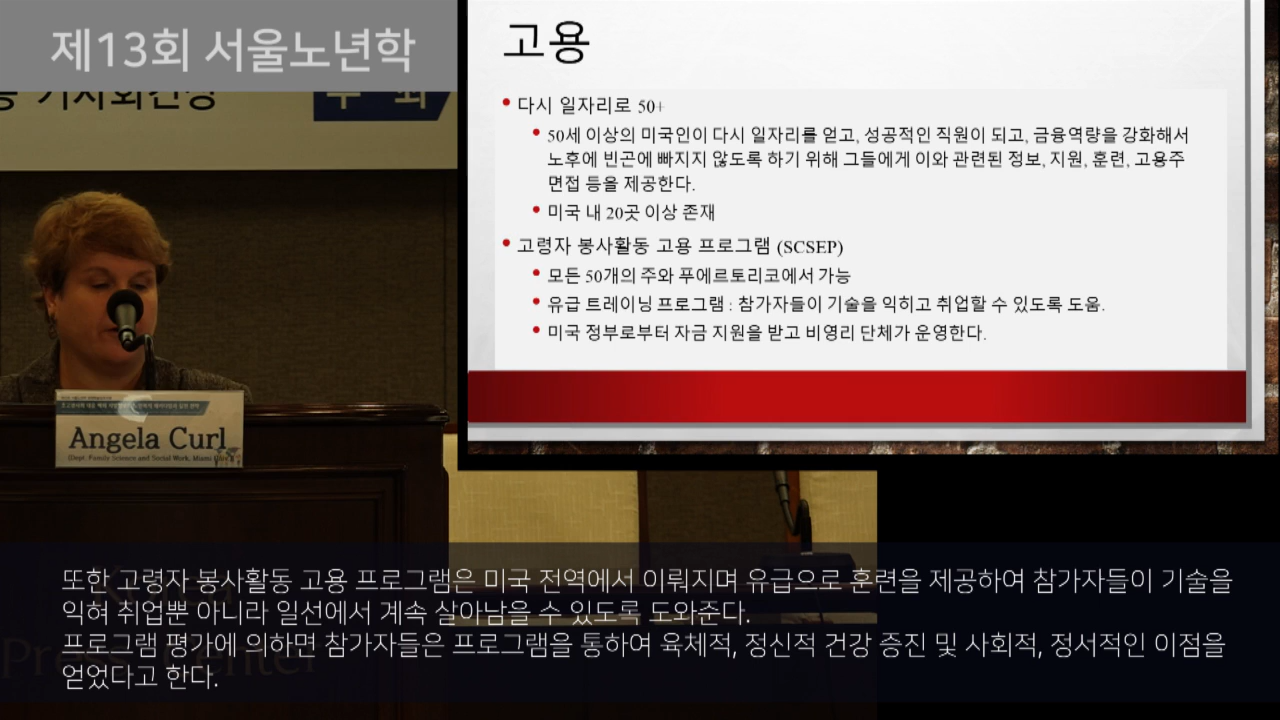 제13회 서울노년학
고용
• 다시 일자리로 50+
• 50세 이상의 미국인이 다시 일자리를 얻고, 성공적인 직원이 되고, 금융역량을 강화해서
노후에 빈곤에 빠지지 않도록 하기 위해 그들에게 이와 관련된 정보, 지원, 훈련, 고용주
면접 등을 제공한다.
• 미국 내 20곳 이상 존재
• 고령자 봉사활동 고용 프로그램 (SCSEP)
• 모든 50개의 주와 푸에르토리코에서 가능
• 유급 트레이닝 프로그램 : 참가자들이 기술을 익히고 취업할 수 있도록 도움.
• 미국 정부로부터 자금 지원을 받고 비영리 단체가 운영한다.
Angela Curl
(Dept. Family Science and Social Work, Miami
또한 고령자 봉사활동 고용 프로그램은 미국 전역에서 이뤄지며 유급으로 훈련을 제공하여 참가자들이 기술을
익혀 취업뿐 아니라 일선에서 계속 살아남을 수 있도록 도와준다.
프로그램 평가에 의하면 참가자들은 프로그램을 통하여 육체적, 정신적 건강 증진 및 사회적, 정서적인 이점을
얻었다고 한다.
Press Center